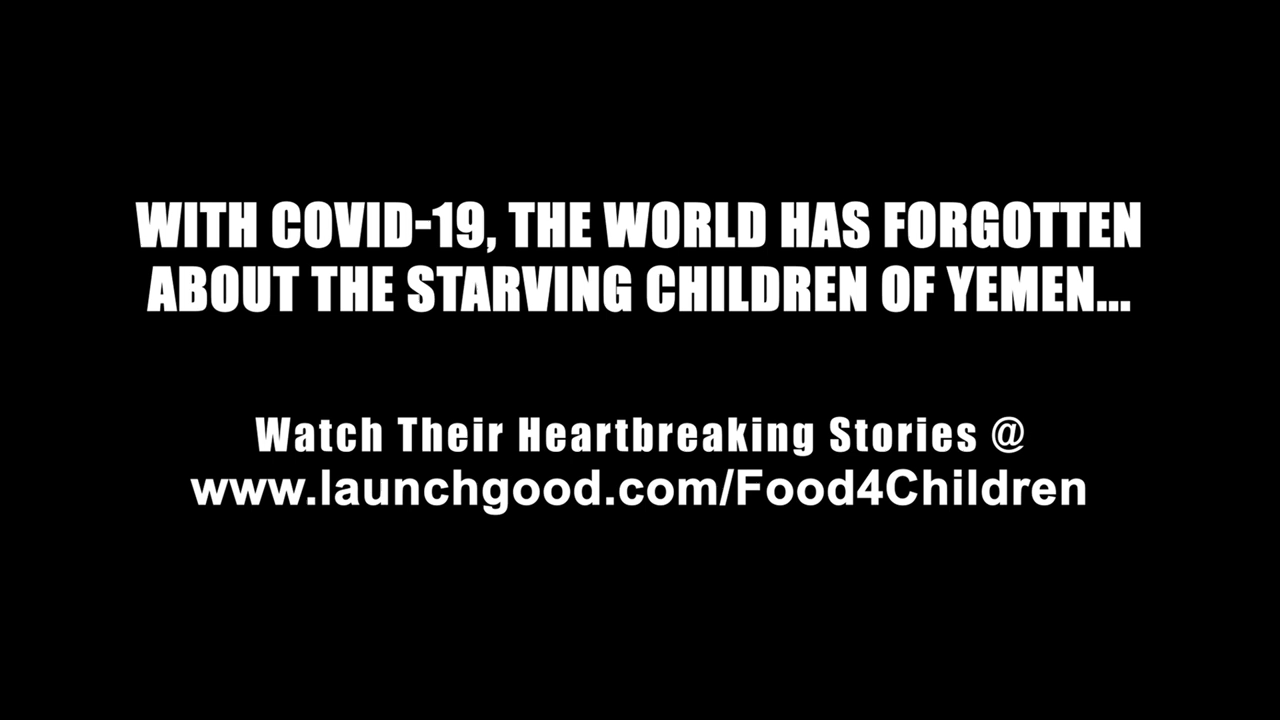 WITH COVID-19, THE WORLD HAS FORGOTTEN
ABOUT THE STARVING CHILDREN OF YEMEN...
Watch Their Heartbreaking Stories @
www.launchgood.com/Food4Children